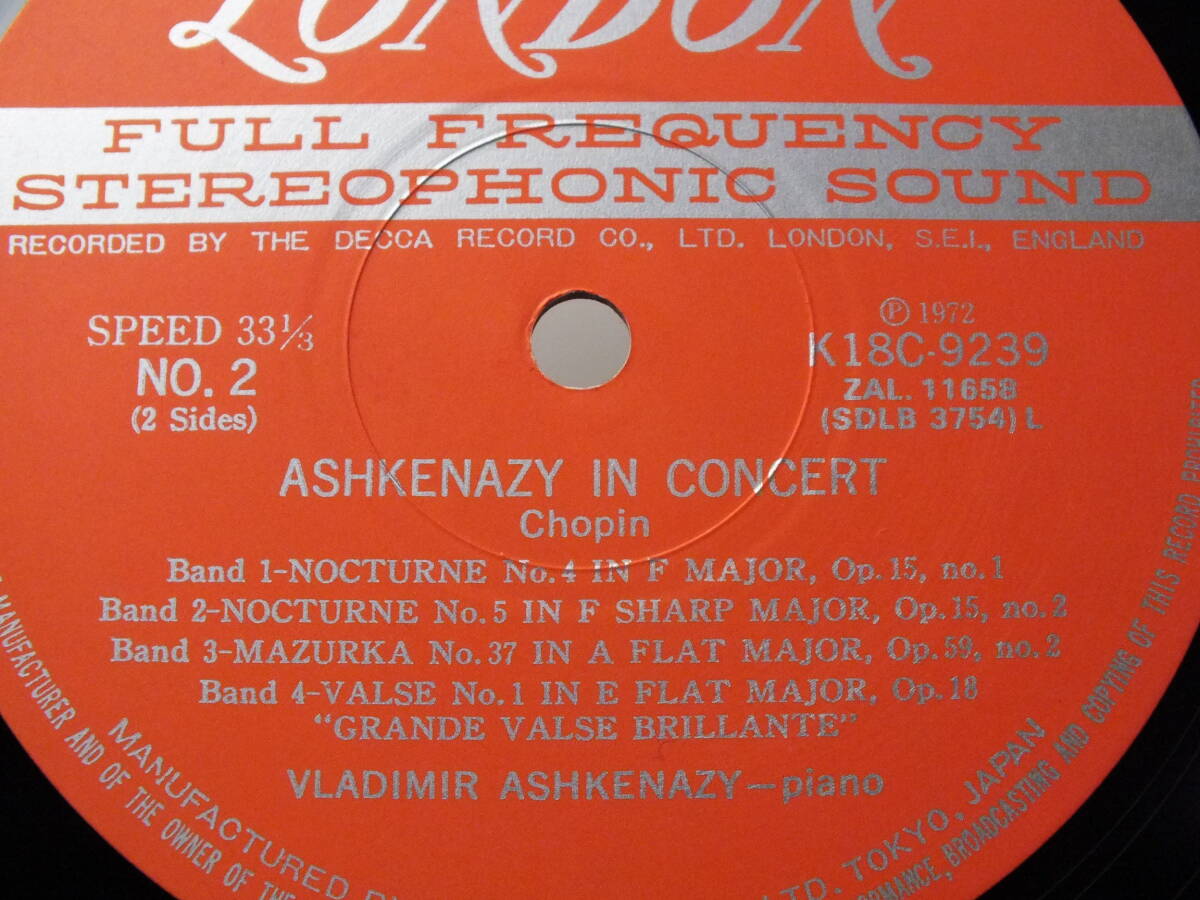 LONDON
FULL FREQUENCY
STEREOPHONIC SOUND
RECORDED BY THE DECCA RECORD CO., LTD. LONDON, S.E.I., ENGLAND
SPEED 33⅓
NO. 2
(2 Sides)
℗ 1972
K18C-9239
ZAL. 11658
(SDLB 3754) L
ASHKENAZY IN CONCERT
Chopin
Band 1-NOCTURNE No.4 IN F MAJOR, Op.15, no.1
Band 2-NOCTURNE No.5 IN F SHARP MAJOR, Op.15, no.2
Band 3-MAZURKA No.37 IN A FLAT MAJOR, Op.59, no.2
Band 4-VALSE No.1 IN E FLAT MAJOR, Op.18
“GRANDE VALSE BRILLANTE”
VLADIMIR ASHKENAZY—piano
MANUFACTURED LTD. TOKYO, JAPAN
MANUFACTURER AND OF THE OWNER OF THE
BROADCASTING AND COPYING OF THIS RECORD